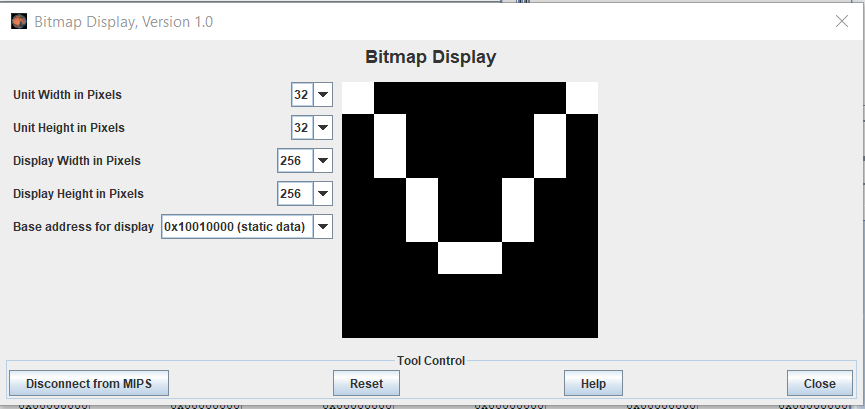 Bitmap Display, Version 1.0
Bitmap Display
Unit Width in Pixels 32
Unit Height in Pixels 32
Display Width in Pixels 256
Display Height in Pixels 256
Base address for display 0x10010000 (static data)
Tool Control
Disconnect from MIPS Reset Help Close